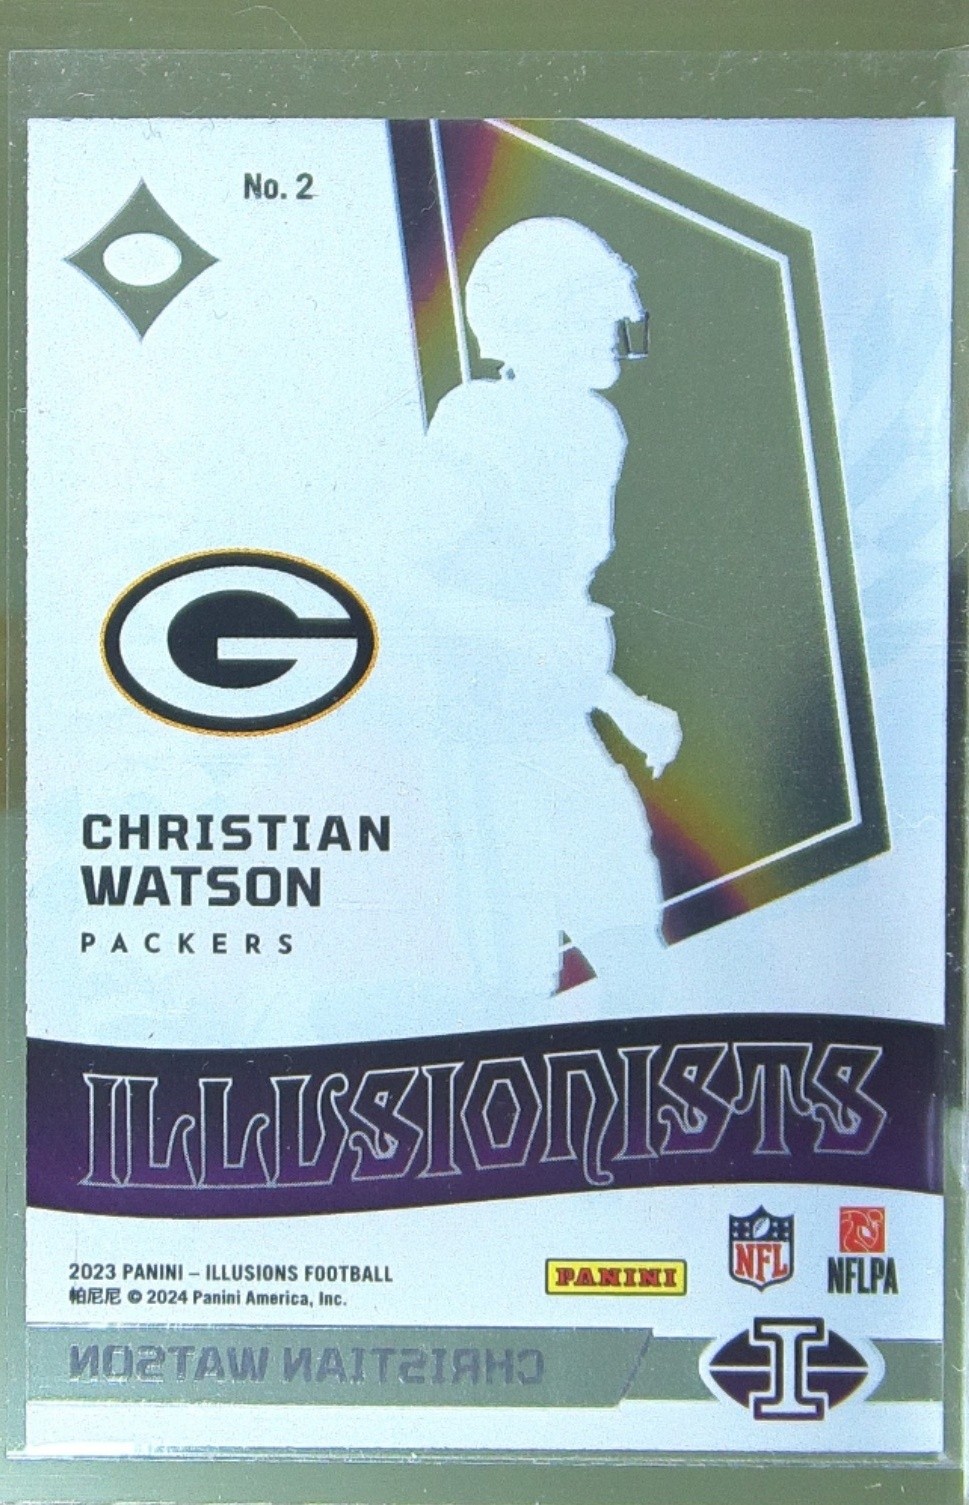 No. 2
G
CHRISTIAN
WATSON
PACKERS
ILLUSIONISTS
2023 PANINI – ILLUSIONS FOOTBALL
帕尼尼 © 2024 Panini America, Inc.
PANINI
NFL
NFLPA
CHRISTIAN WATSON
I